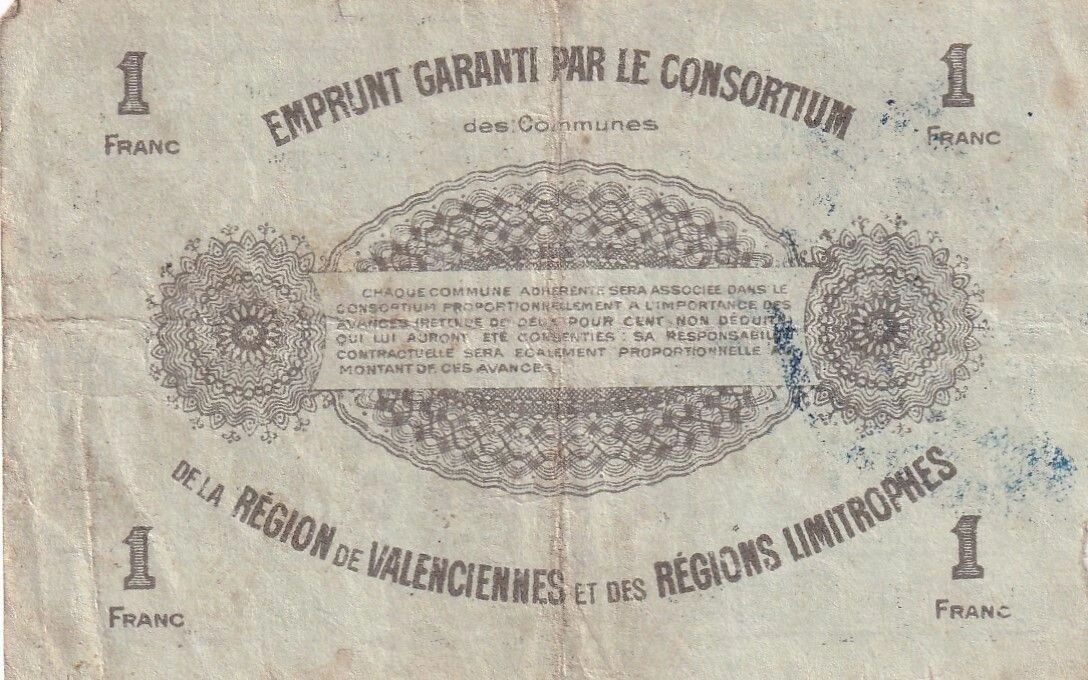 1
FRANC
1
FRANC
EMPRUNT GARANTI PAR LE CONSORTIUM
des Communes
CHAQUE COMMUNE ADHÉRENTE SERA ASSOCIÉE DANS LE
CONSORTIUM PROPORTIONNELLEMENT A L'IMPORTANCE DES
AVANCES (RETENUE DE DEUX POUR CENT NON DÉDUITE)
QUI LUI AURONT ÉTÉ CONSENTIES : SA RESPONSABILITÉ
CONTRACTUELLE SERA ÉGALEMENT PROPORTIONNELLE AU
MONTANT DE CES AVANCES.
DE LA RÉGION DE VALENCIENNES ET DES RÉGIONS LIMITROPHES
1
FRANC
1
FRANC